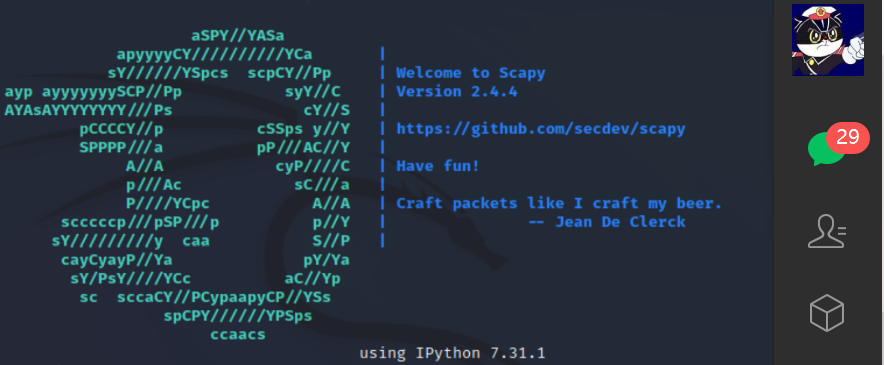 aSPY//YASa
apyyyyCY//////////YCa |
sY//////YSpcs scpCY//Pp | Welcome to Scapy
ayp ayyyyyyySCP//Pp syY//C | Version 2.4.4
AYAsAYYYYYYYY///Ps cY//S |
pCCCCY//p cSSps y//Y | https://github.com/secdev/scapy
SPPPP///a pP///AC//Y |
A//A cyP////C | Have fun!
p///Ac sC///a |
P////YCpc A//A | Craft packets like I craft my beer.
scccccp///pSP///p p//Y | -- Jean De Clerck
sY/////////y caa S//P |
cayCyayP//Ya pY/Ya
sY/PsY////YCc aC//Yp
sc sccaCY//PCypaapyCP//YSs
spCPY//////YPSps
ccaacs
using IPython 7.31.1
29